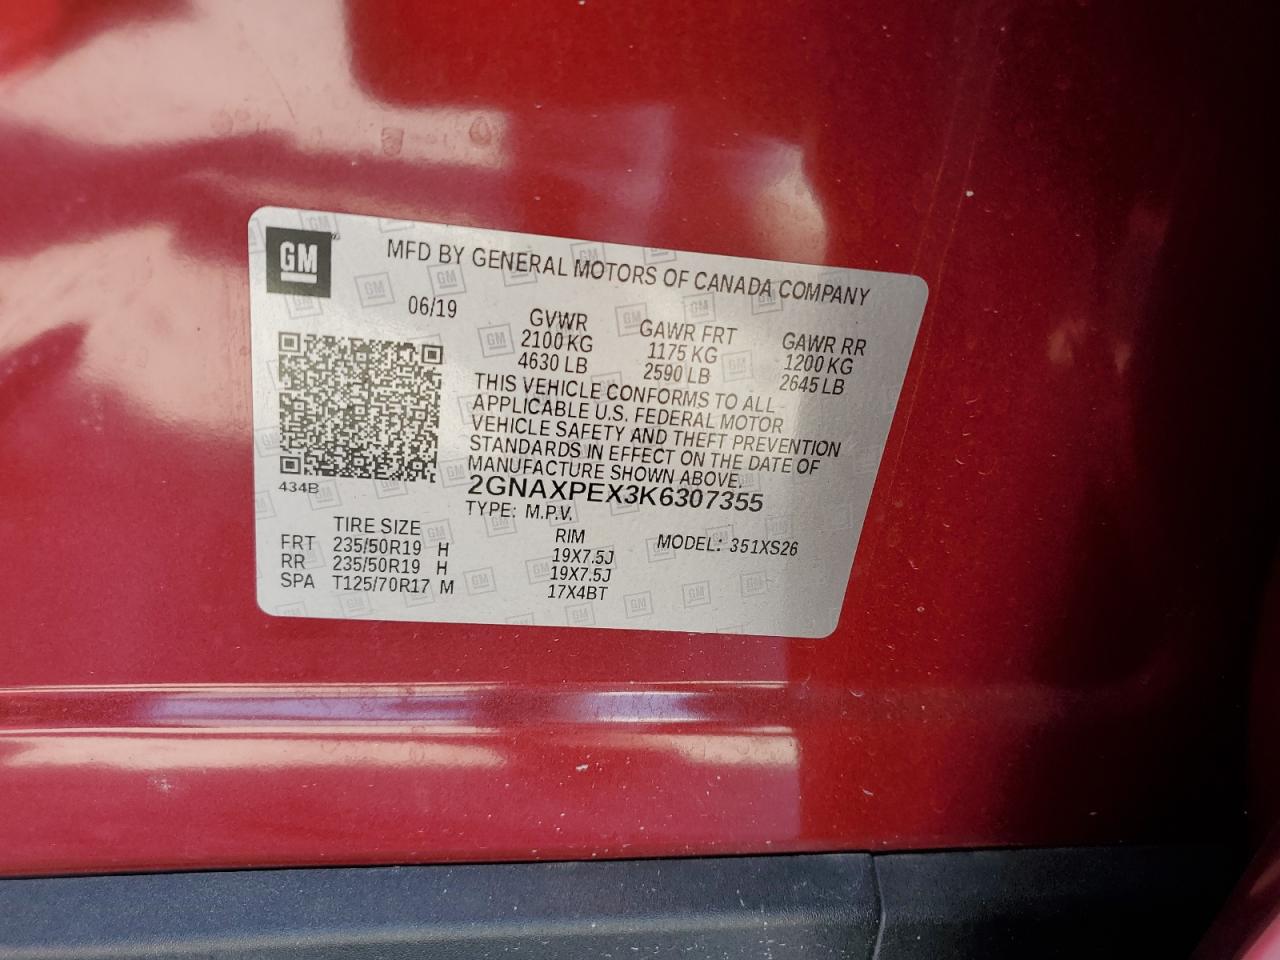 GM
MFD BY GENERAL MOTORS OF CANADA COMPANY
06/19
GVWR GAWR FRT GAWR RR
2100 KG 1175 KG 1200 KG
4630 LB 2590 LB 2645 LB
THIS VEHICLE CONFORMS TO ALL
APPLICABLE U.S. FEDERAL MOTOR
VEHICLE SAFETY AND THEFT PREVENTION
STANDARDS IN EFFECT ON THE DATE OF
MANUFACTURE SHOWN ABOVE.
434B
2GNAXPEX3K6307355
TYPE: M.P.V.
TIRE SIZE RIM MODEL: 351XS26
FRT 235/50R19 H 19X7.5J
RR 235/50R19 H 19X7.5J
SPA T125/70R17 M 17X4BT